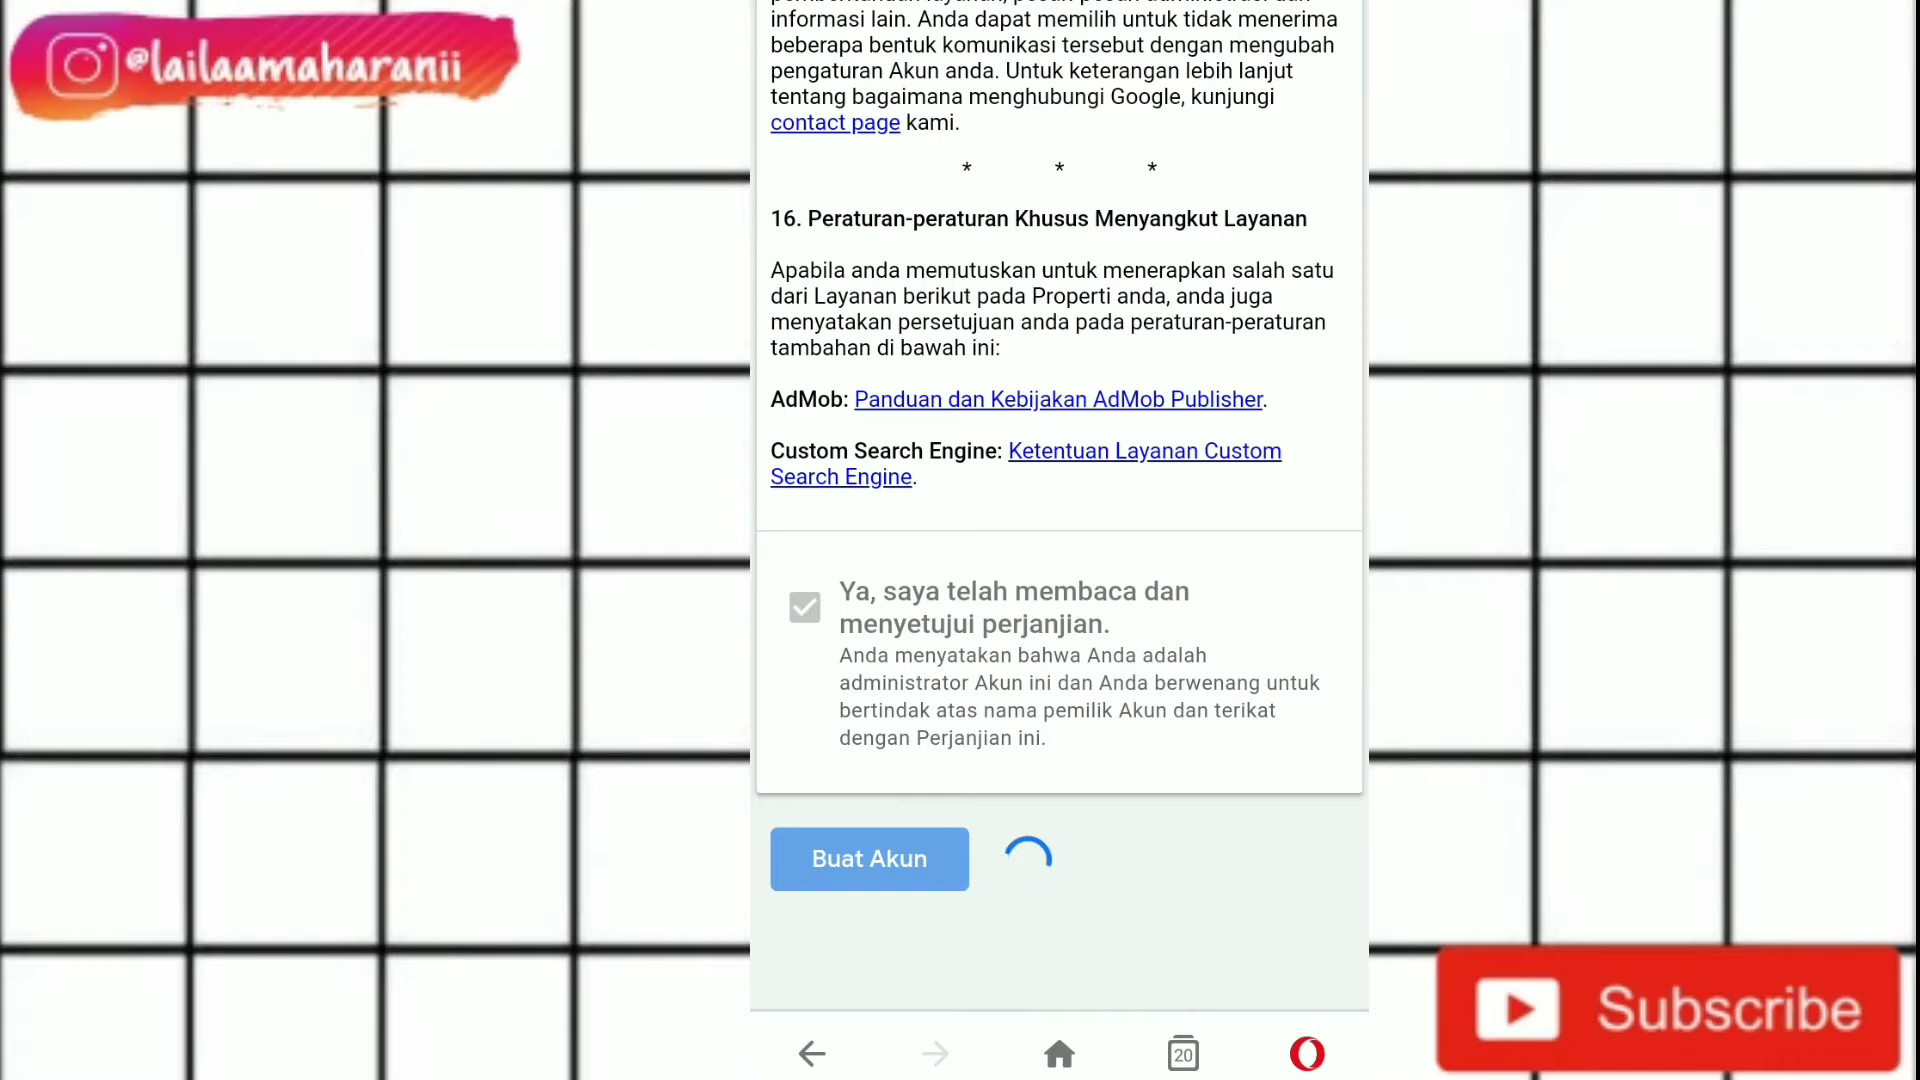 @lailaamaharanii
informasi lain. Anda dapat memilih untuk tidak menerima
beberapa bentuk komunikasi tersebut dengan mengubah
pengaturan Akun anda. Untuk keterangan lebih lanjut
tentang bagaimana menghubungi Google, kunjungi
contact page kami.
* * *
16. Peraturan-peraturan Khusus Menyangkut Layanan
Apabila anda memutuskan untuk menerapkan salah satu
dari Layanan berikut pada Properti anda, anda juga
menyatakan persetujuan anda pada peraturan-peraturan
tambahan di bawah ini:
AdMob: Panduan dan Kebijakan AdMob Publisher.
Custom Search Engine: Ketentuan Layanan Custom
Search Engine.
Ya, saya telah membaca dan
menyetujui perjanjian.
Anda menyatakan bahwa Anda adalah
administrator Akun ini dan Anda berwenang untuk
bertindak atas nama pemilik Akun dan terikat
dengan Perjanjian ini.
Buat Akun
20
Subscribe